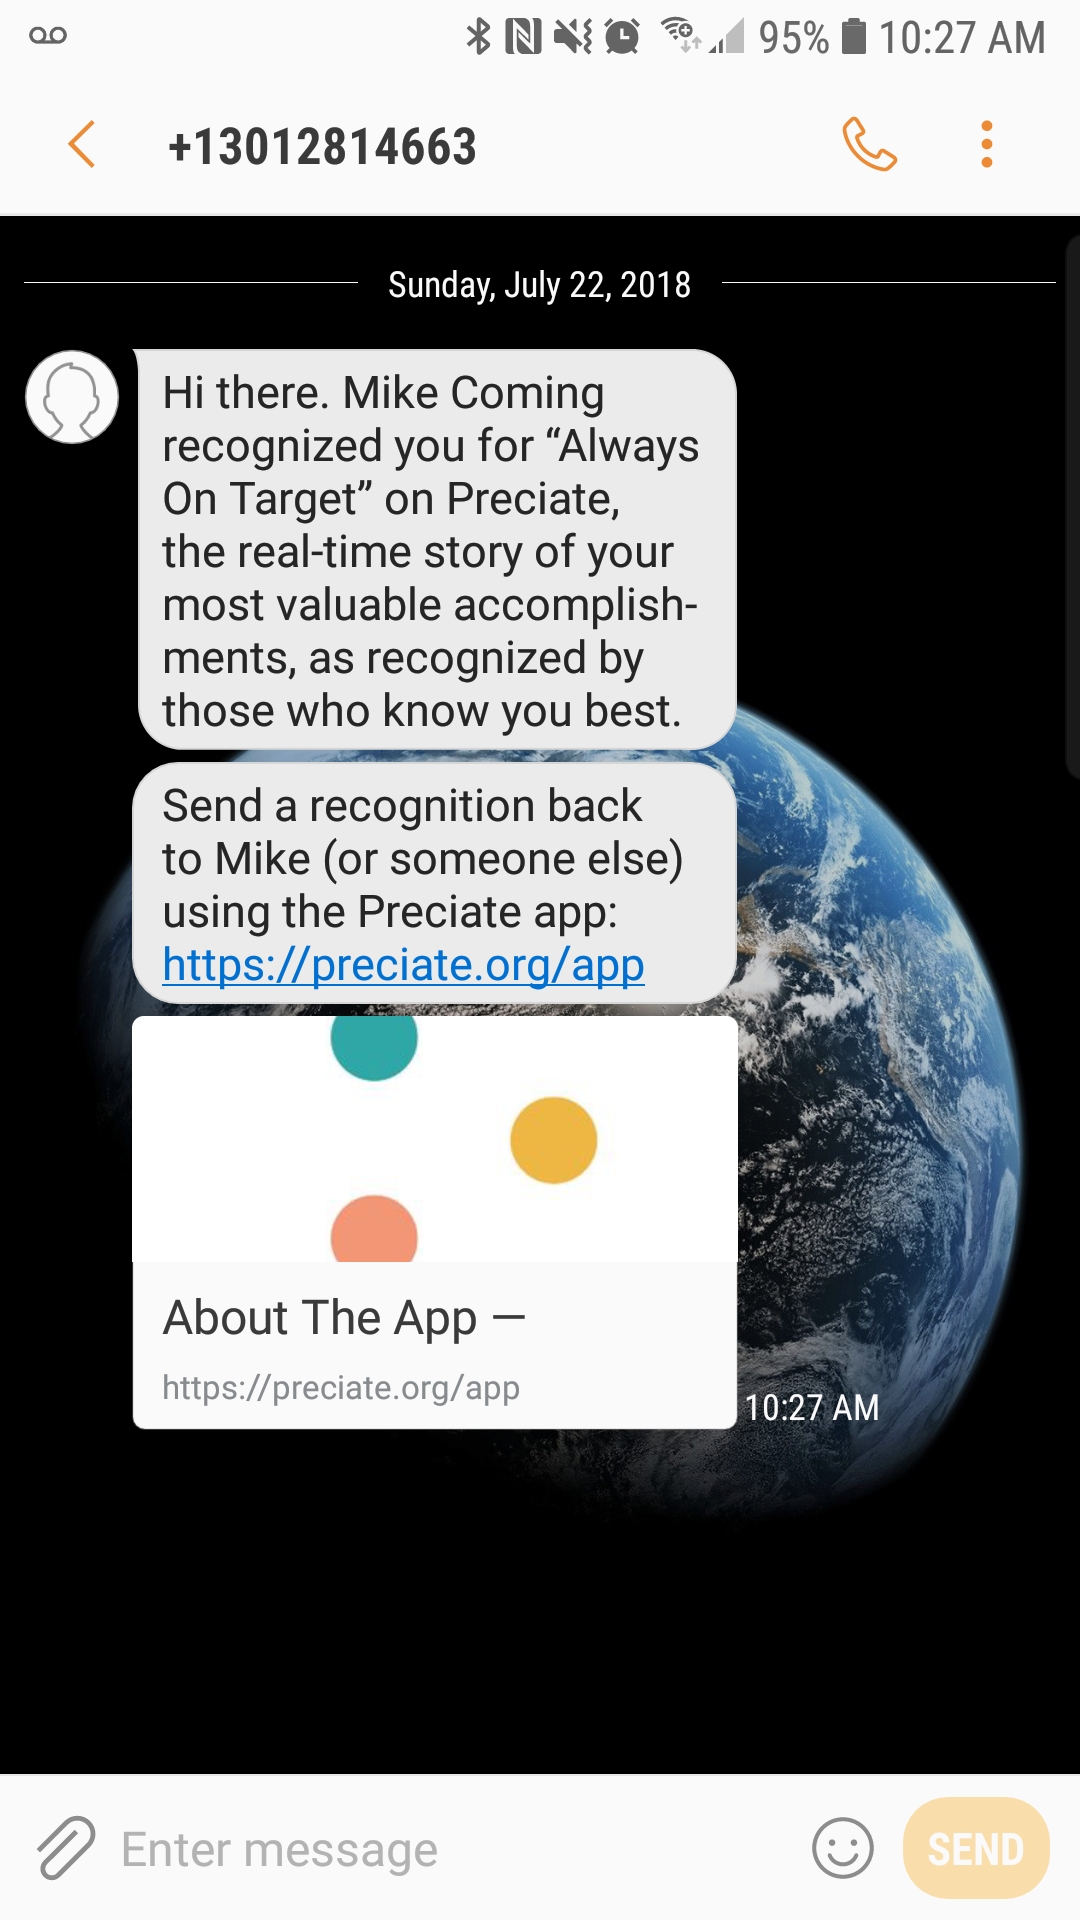 95% 10:27 AM
+13012814663
Sunday, July 22, 2018
Hi there. Mike Coming
recognized you for “Always
On Target” on Preciate,
the real-time story of your
most valuable accomplish-
ments, as recognized by
those who know you best.
Send a recognition back
to Mike (or someone else)
using the Preciate app:
https://preciate.org/app
About The App —
https://preciate.org/app
10:27 AM
Enter message
SEND